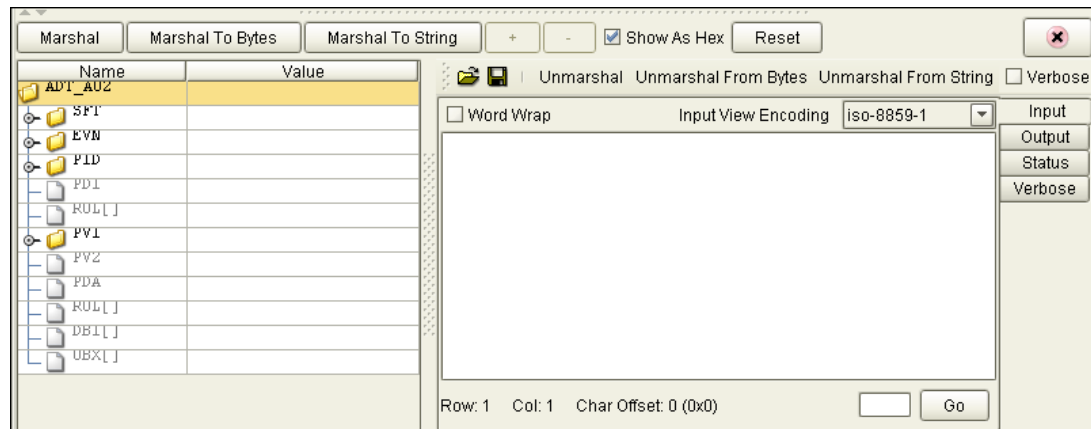 Marshal Marshal To Bytes Marshal To String + - Show As Hex Reset
Name Value
Unmarshal Unmarshal From Bytes Unmarshal From String Verbose
ADT_A02
SFT
EVN
PID
PD1
ROL[]
PV1
PV2
PDA
ROL[]
DB1[]
OBX[]
Word Wrap Input View Encoding iso-8859-1
Input
Output
Status
Verbose
Row: 1 Col: 1 Char Offset: 0 (0x0) Go